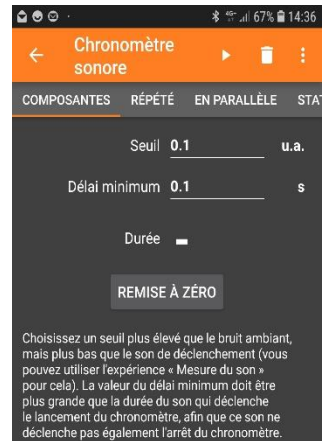 67% 14:36
Chronomètre
sonore
COMPOSANTES RÉPÉTÉ EN PARALLÈLE STA
Seuil 0.1 u.a.
Délai minimum 0.1 s
Durée -
REMISE À ZÉRO
Choisissez un seuil plus élevé que le bruit ambiant,
mais plus bas que le son de déclenchement (vous
pouvez utiliser l'expérience « Mesure du son »
pour cela). La valeur du délai minimum doit être
plus grande que la durée du son qui déclenche
le lancement du chronomètre, afin que ce son ne
déclenche pas également l'arrêt du chronomètre.